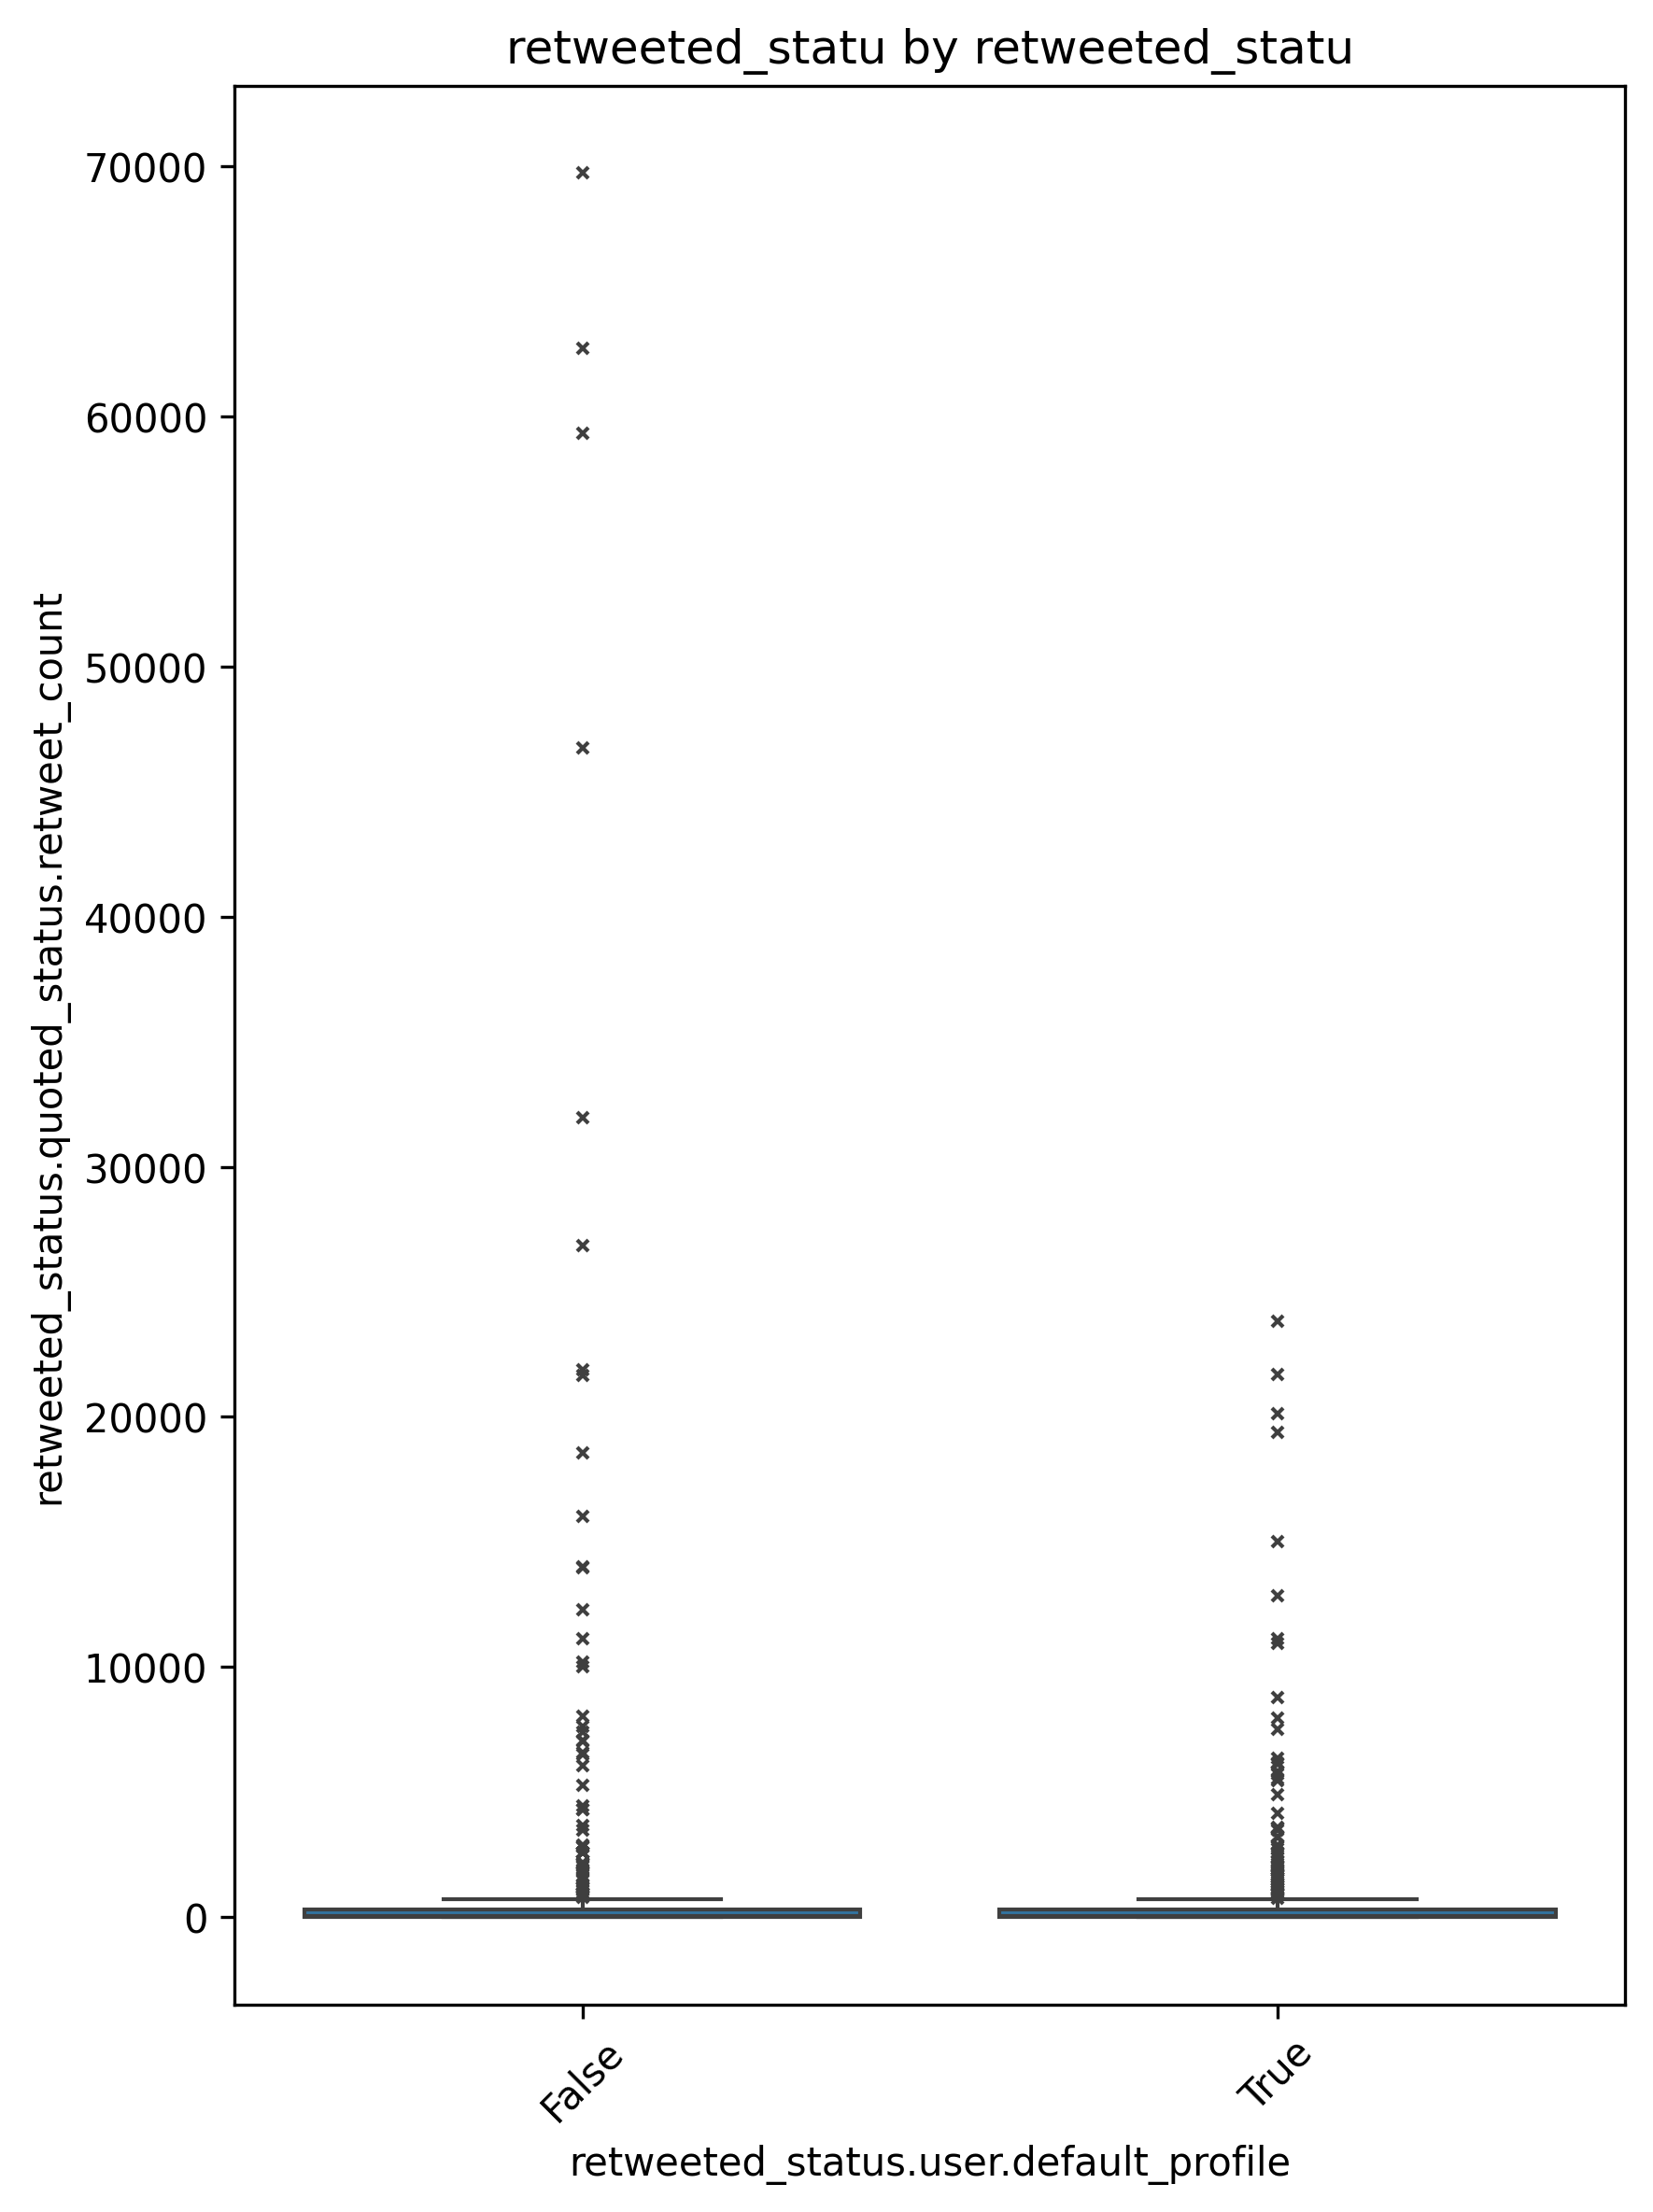 retweeted_statu by retweeted_statu
70000
60000
50000
40000
30000
20000
10000
0
retweeted_status.quoted_status.retweet_count
False
True
retweeted_status.user.default_profile